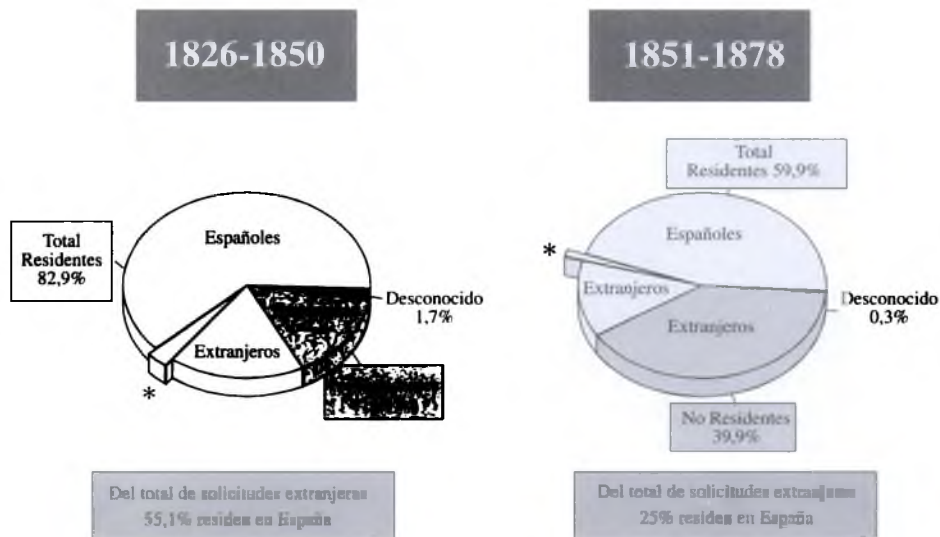 1826-1850
Total
Residentes
82,9%
Españoles
Desconocido
1,7%
Extranjeros
*
Del total de solicitudes extranjeras
55,1% residen en España
1851-1878
Total
Residentes 59,9%
*
Españoles
Extranjeros
Extranjeros
Desconocido
0,3%
No Residentes
39,9%
Del total de solicitudes extranjeras
25% residen en España